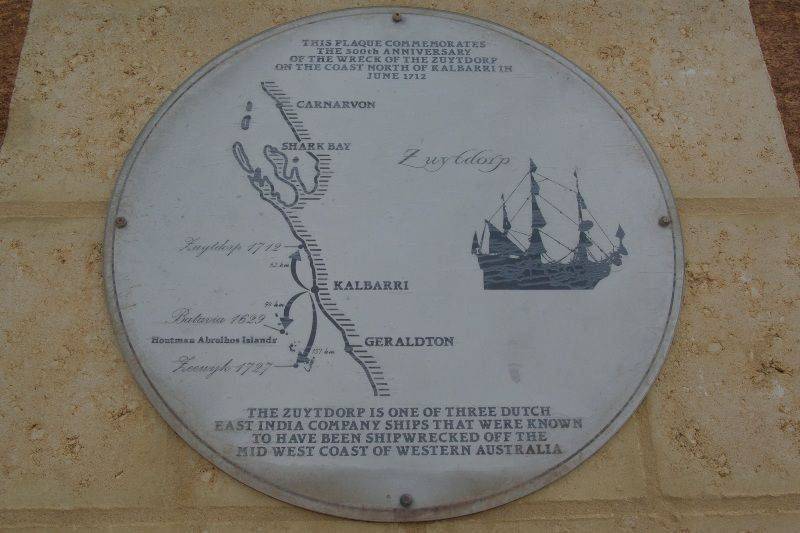 THIS PLAQUE COMMEMORATES
THE 300th ANNIVERSARY
OF THE WRECK OF THE ZUYTDORP
ON THE COAST NORTH OF KALBARRI IN
JUNE 1712
CARNARVON
SHARK BAY
Zuytdorp
Zuytdorp 1712
KALBARRI
Batavia 1629
Houtman Abrolhos Islands
GERALDTON
Zeewyk 1727
THE ZUYTDORP IS ONE OF THREE DUTCH
EAST INDIA COMPANY SHIPS THAT WERE KNOWN
TO HAVE BEEN SHIPWRECKED OFF THE
MID WEST COAST OF WESTERN AUSTRALIA